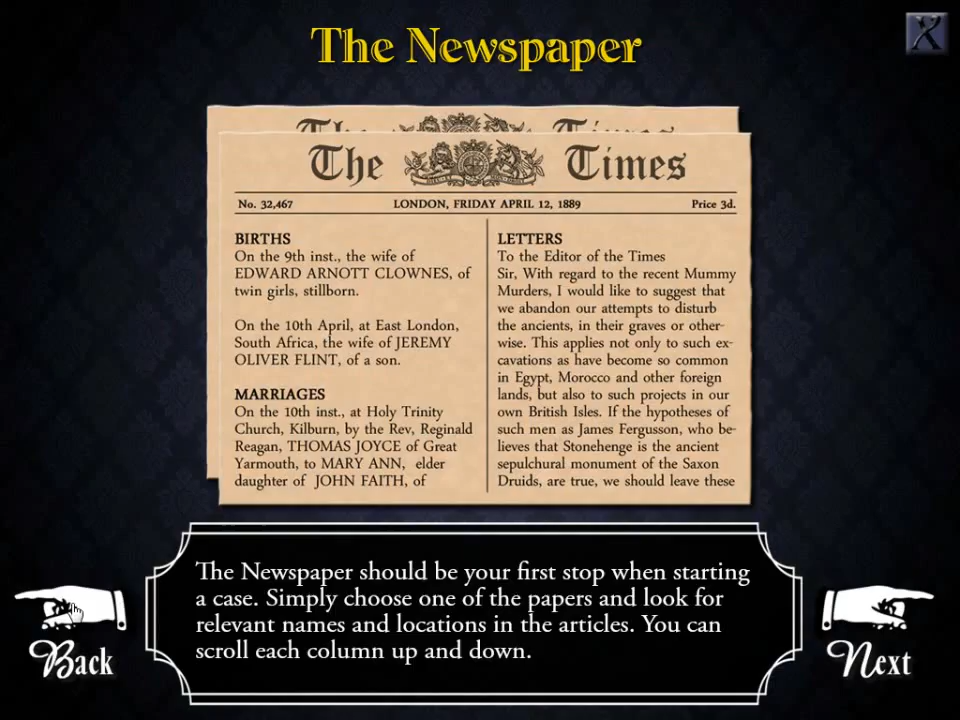 The Newspaper
X
The Times
The Times
No. 32,467 LONDON, FRIDAY APRIL 12, 1889 Price 3d.
BIRTHS
On the 9th inst., the wife of
EDWARD ARNOTT CLOWNES, of
twin girls, stillborn.
On the 10th April, at East London,
South Africa, the wife of JEREMY
OLIVER FLINT, of a son.
MARRIAGES
On the 10th inst., at Holy Trinity
Church, Kilburn, by the Rev, Reginald
Reagan, THOMAS JOYCE of Great
Yarmouth, to MARY ANN, elder
daughter of JOHN FAITH, of
LETTERS
To the Editor of the Times
Sir, With regard to the recent Mummy
Murders, I would like to suggest that
we abandon our attempts to disturb
the ancients, in their graves or other-
wise. This applies not only to such ex-
cavations as have become so common
in Egypt, Morocco and other foreign
lands, but also to such projects in our
own British Isles. If the hypotheses of
such men as James Fergusson, who be-
lieves that Stonehenge is the ancient
sepulchural monument of the Saxon
Druids, are true, we should leave these
The Newspaper should be your first stop when starting
a case. Simply choose one of the papers and look for
relevant names and locations in the articles. You can
scroll each column up and down.
Back
Next